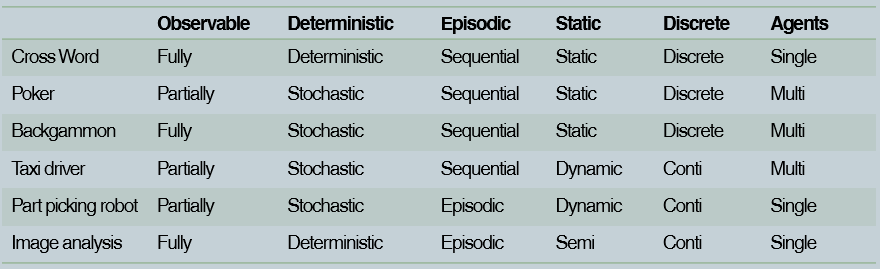 Observable Deterministic Episodic Static Discrete Agents
Cross Word Fully Deterministic Sequential Static Discrete Single
Poker Partially Stochastic Sequential Static Discrete Multi
Backgammon Fully Stochastic Sequential Static Discrete Multi
Taxi driver Partially Stochastic Sequential Dynamic Conti Multi
Part picking robot Partially Stochastic Episodic Dynamic Conti Single
Image analysis Fully Deterministic Episodic Semi Conti Single